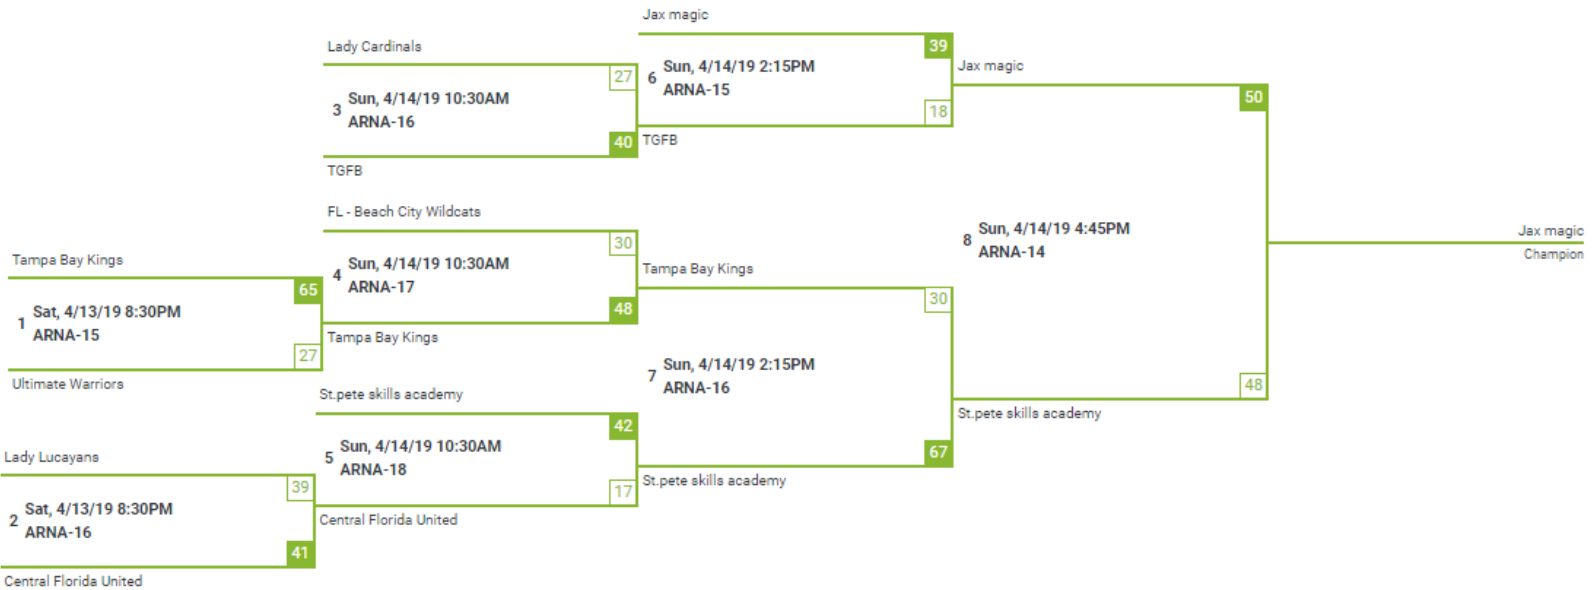 Jax magic
39
Lady Cardinals
27
6 Sun, 4/14/19 2:15PM
ARNA-15
Jax magic
3 Sun, 4/14/19 10:30AM
ARNA-16
18
50
40
TGFB
TGFB
FL - Beach City Wildcats
30
8 Sun, 4/14/19 4:45PM
ARNA-14
Jax magic
Champion
Tampa Bay Kings
65
4 Sun, 4/14/19 10:30AM
ARNA-17
Tampa Bay Kings
30
1 Sat, 4/13/19 8:30PM
ARNA-15
48
27
Tampa Bay Kings
Ultimate Warriors
7 Sun, 4/14/19 2:15PM
ARNA-16
48
St.pete skills academy
42
St.pete skills academy
Lady Lucayans
39
5 Sun, 4/14/19 10:30AM
ARNA-18
67
17
St.pete skills academy
2 Sat, 4/13/19 8:30PM
ARNA-16
Central Florida United
41
Central Florida United